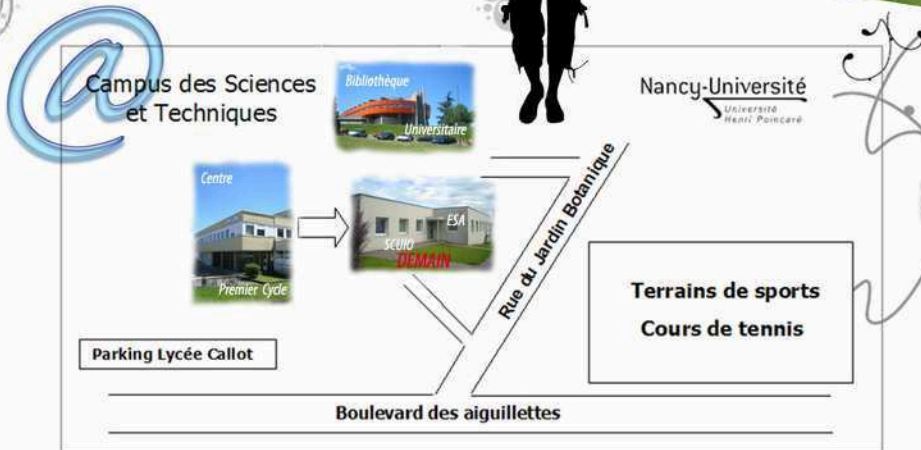 Campus des Sciences
et Techniques
Bibliothèque
Universitaire
Nancy-Université
Université
Henri Poincaré
Centre
Premier Cycle
ESA
SCUIO
DEMAIN
Rue du Jardin Botanique
Terrains de sports
Cours de tennis
Parking Lycée Callot
Boulevard des aiguillettes